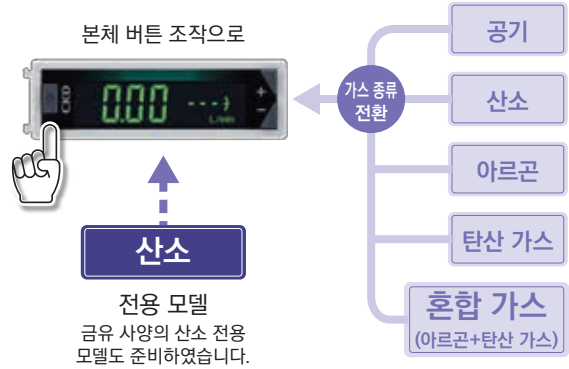 본체 버튼 조작으로
CKD
0.00 ---
L/min
+
−
가스 종류
전환
공기
산소
아르곤
탄산 가스
혼합 가스
(아르곤+탄산 가스)
산소
전용 모델
금유 사양의 산소 전용
모델도 준비하였습니다.